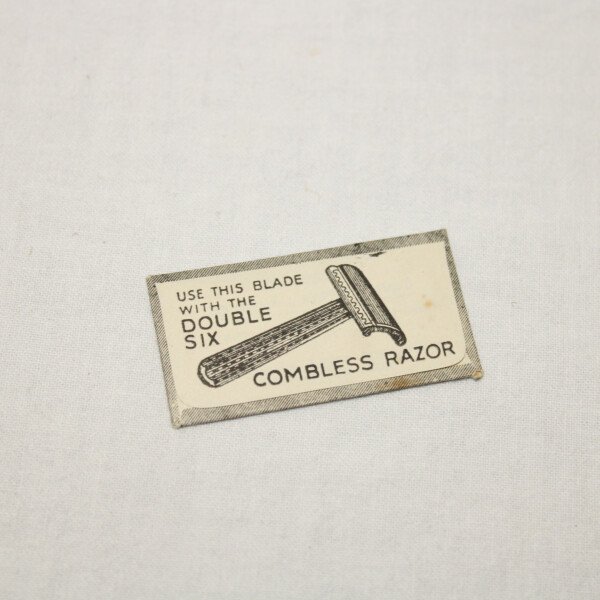 USE THIS BLADE
WITH THE
DOUBLE
SIX
COMBLESS RAZOR